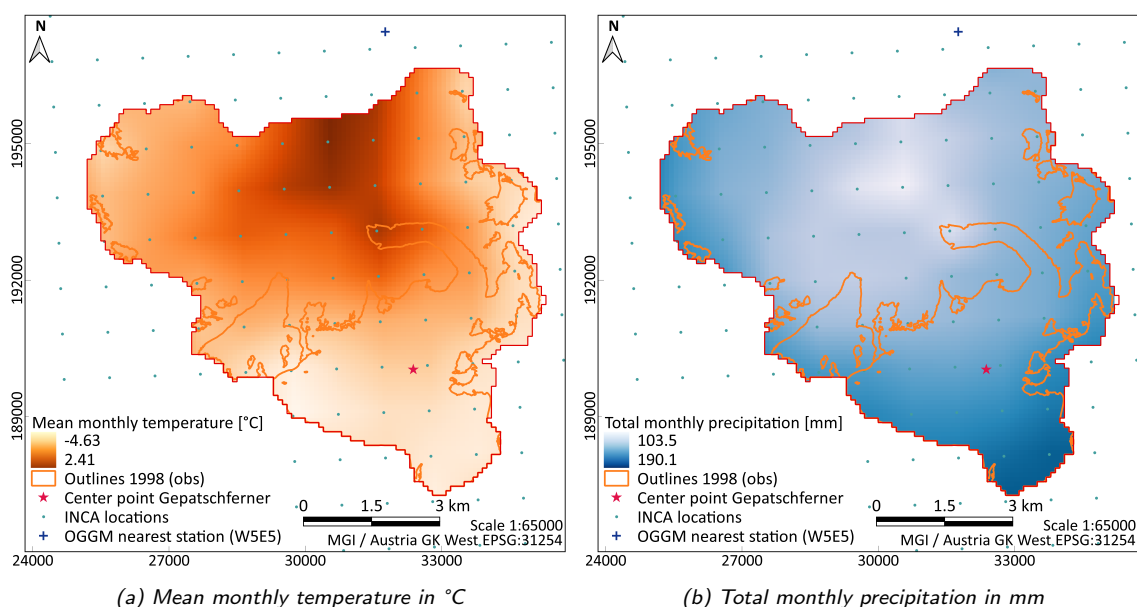 N
195000
192000
189000
Mean monthly temperature [°C]
-4.63
2.41
Outlines 1998 (obs)
Center point Gepatschferner
INCA locations
OGGM nearest station (W5E5)
0 1.5 3 km
Scale 1:65000
MGI / Austria GK West,EPSG:31254
24000 27000 30000 33000
(a) Mean monthly temperature in °C
N
195000
192000
189000
Total monthly precipitation [mm]
103.5
190.1
Outlines 1998 (obs)
Center point Gepatschferner
INCA locations
OGGM nearest station (W5E5)
0 1.5 3 km
Scale 1:65000
MGI / Austria GK West,EPSG:31254
24000 27000 30000 33000
(b) Total monthly precipitation in mm